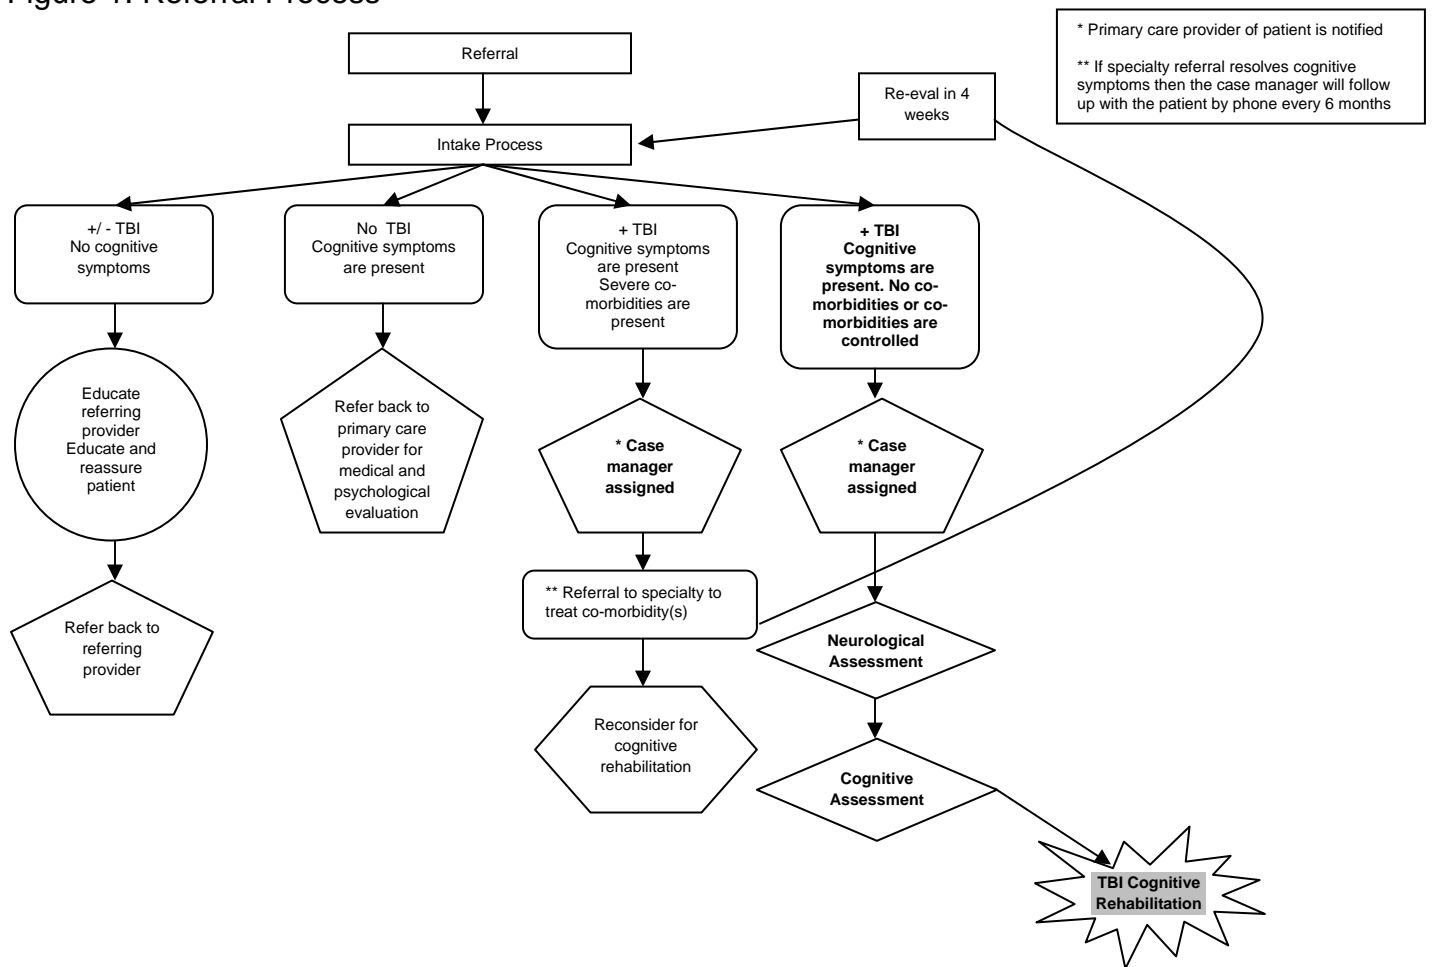 Figure 1. Referral Process
* Primary care provider of patient is notified
** If specialty referral resolves cognitive
symptoms then the case manager will follow
up with the patient by phone every 6 months
Referral
Re-eval in 4
weeks
Intake Process
+/ - TBI
No cognitive
symptoms
No TBI
Cognitive symptoms
are present
+ TBI
Cognitive symptoms
are present
Severe co-
morbidities are
present
+ TBI
Cognitive
symptoms are
present. No co-
morbidities or co-
morbidities are
controlled
Educate
referring
provider
Educate and
reassure
patient
Refer back to
primary care
provider for
medical and
psychological
evaluation
* Case
manager
assigned
* Case
manager
assigned
** Referral to specialty to
treat co-morbidity(s)
Refer back to
referring
provider
Neurological
Assessment
Reconsider for
cognitive
rehabilitation
Cognitive
Assessment
TBI Cognitive
Rehabilitation